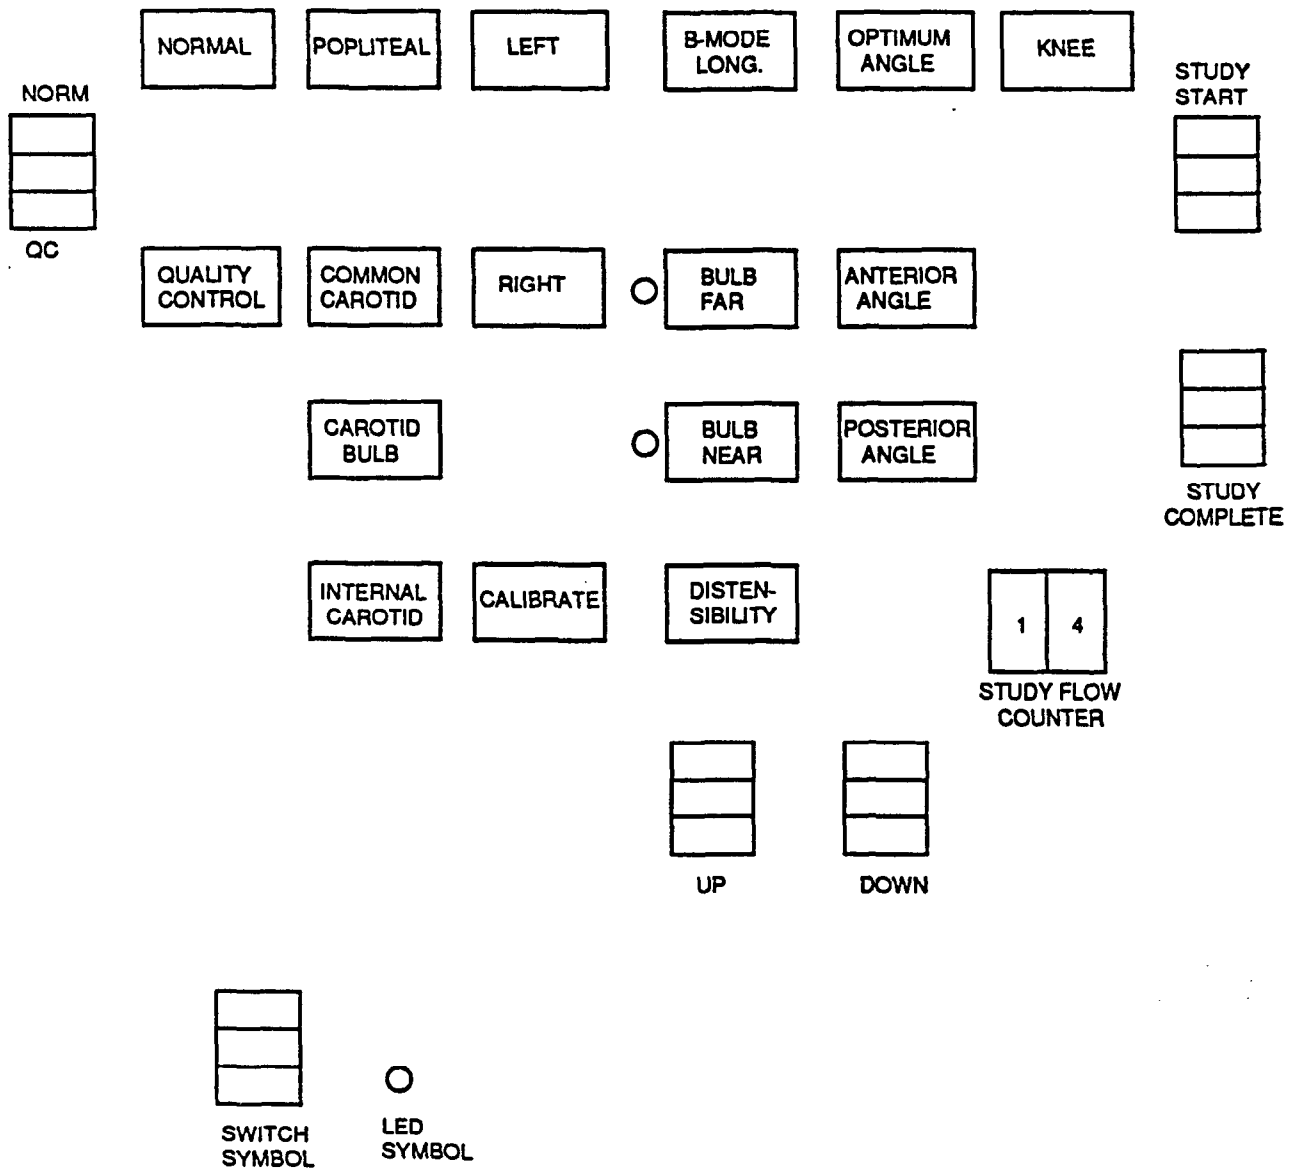 NORMAL
POPLITEAL
LEFT
B-MODE
LONG.
OPTIMUM
ANGLE
KNEE
STUDY
START
NORM
QC
QUALITY
CONTROL
COMMON
CAROTID
RIGHT
BULB
FAR
ANTERIOR
ANGLE
CAROTID
BULB
BULB
NEAR
POSTERIOR
ANGLE
STUDY
COMPLETE
INTERNAL
CAROTID
CALIBRATE
DISTEN-
SIBILITY
1 4
STUDY FLOW
COUNTER
UP
DOWN
SWITCH
SYMBOL
LED
SYMBOL